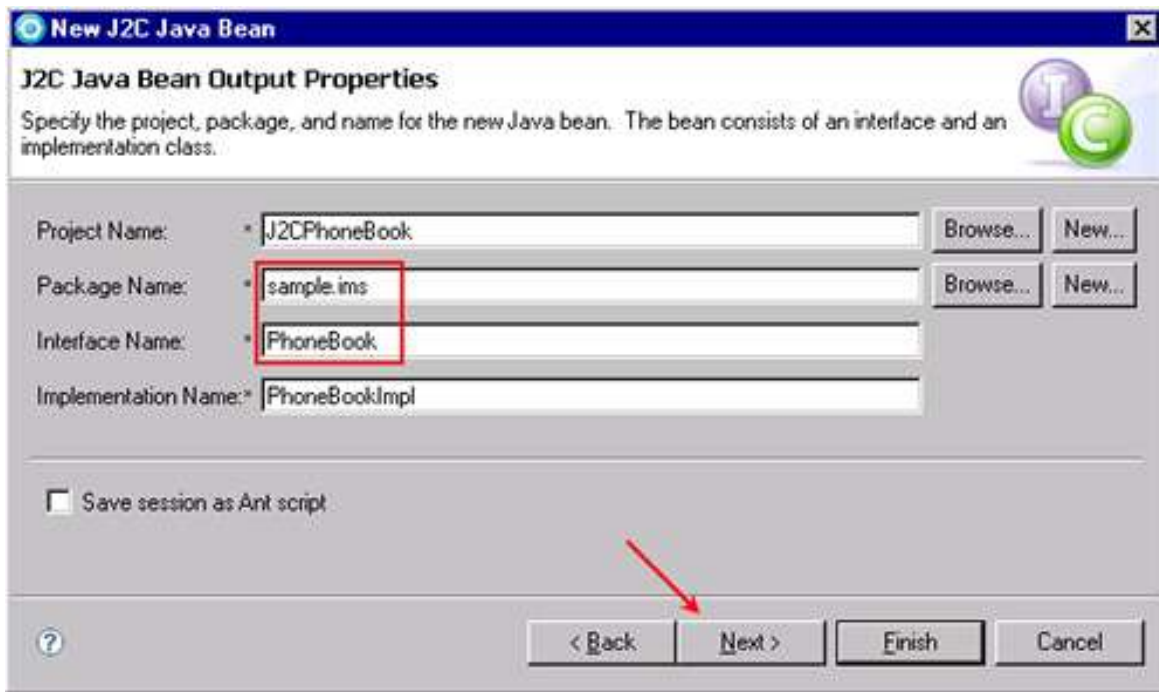 New J2C Java Bean
J2C Java Bean Output Properties
Specify the project, package, and name for the new Java bean. The bean consists of an interface and an
implementation class.
Project Name: * J2CPhoneBook Browse... New...
Package Name: * sample.ims Browse... New...
Interface Name: * PhoneBook
Implementation Name:* PhoneBookImpl
Save session as Ant script
? < Back Next > Finish Cancel
I C